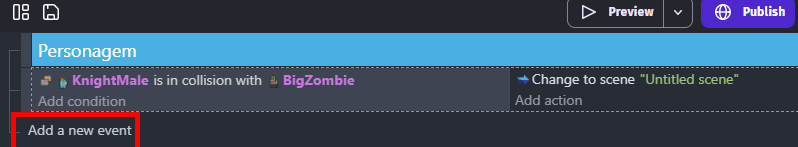 Preview
Publish
Personagem
KnightMale is in collision with BigZombie
Change to scene "Untitled scene"
Add condition
Add action
Add a new event